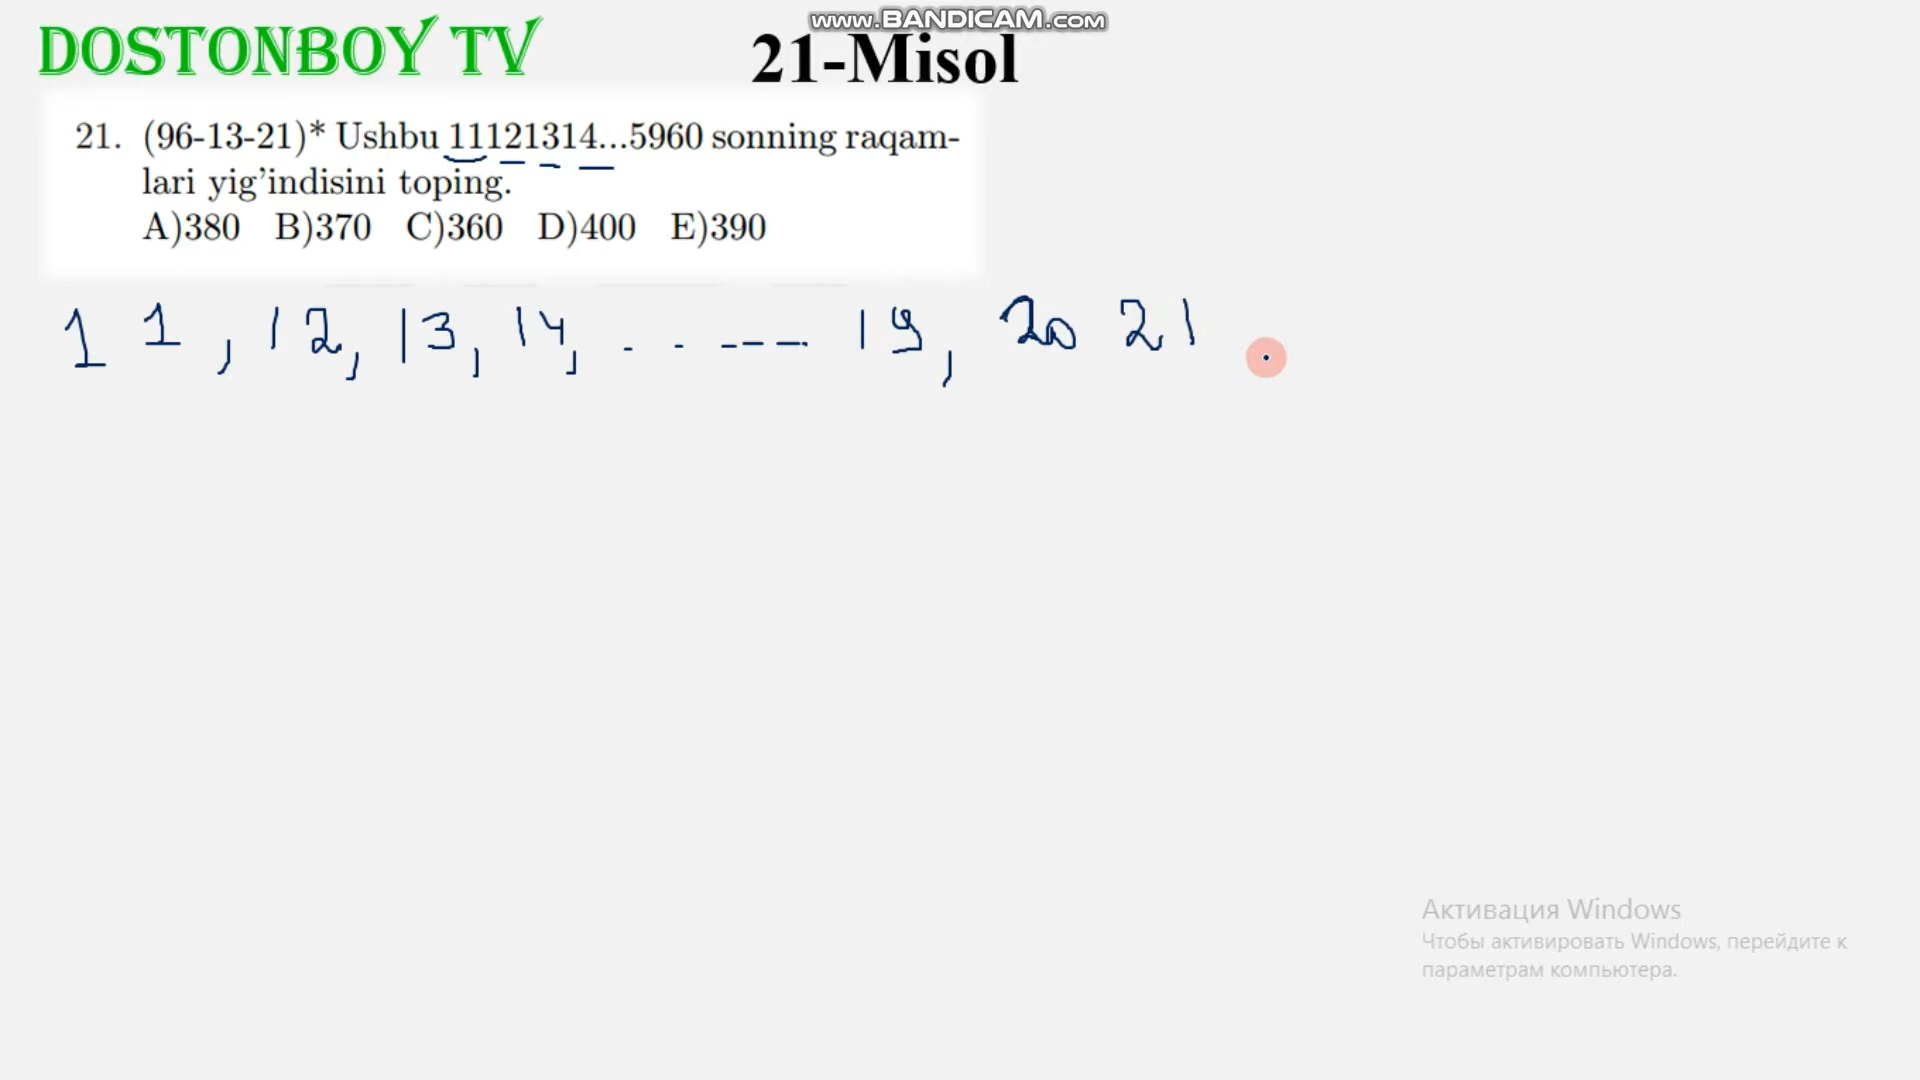 www.BANDICAM.com
DOSTONBOY TV
21-Misol
21. (96-13-21)* Ushbu 11121314...5960 sonning raqam-
lari yig'indisini toping.
A)380 B)370 C)360 D)400 E)390
1 1 , 12, 13, 14, . . - - - . 19, 20 21
Активация Windows
Чтобы активировать Windows, перейдите к
параметрам компьютера.